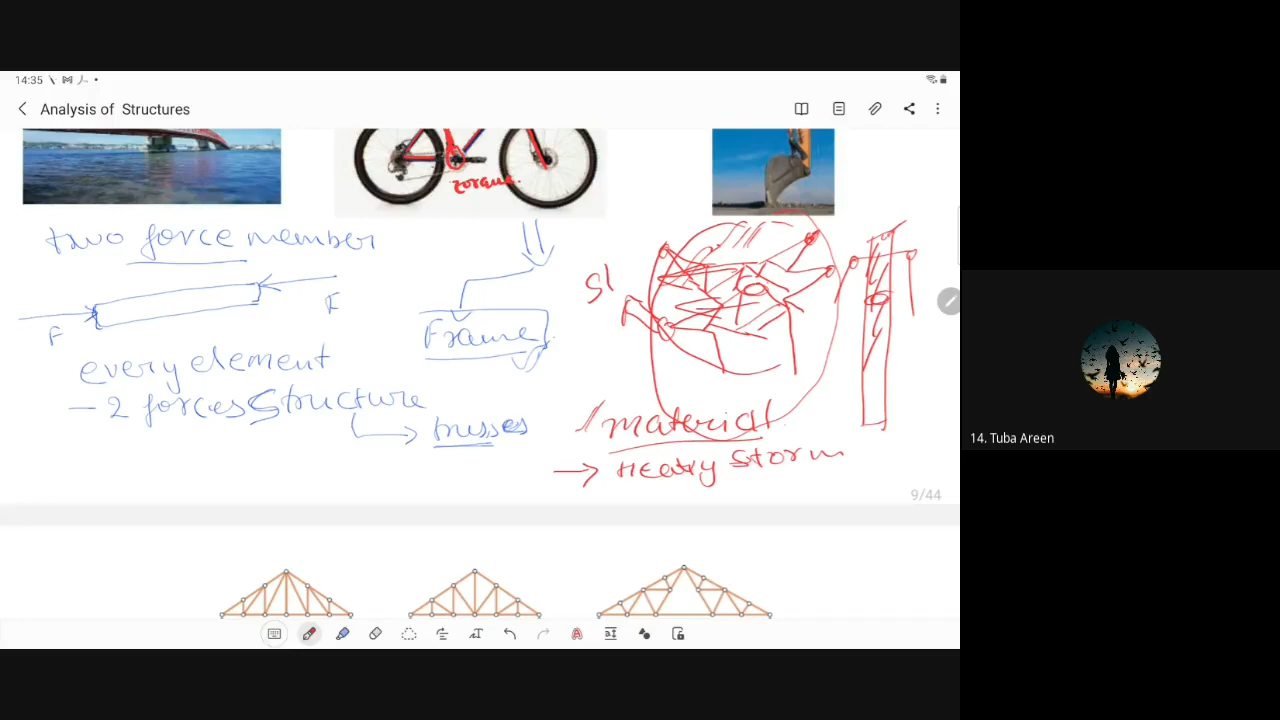 14:35
Analysis of Structures
torque
two force member
F
F
Frame
every element
- 2 forces Structure
trusses
material
Heavy Storm
9/44
14. Tuba Areen